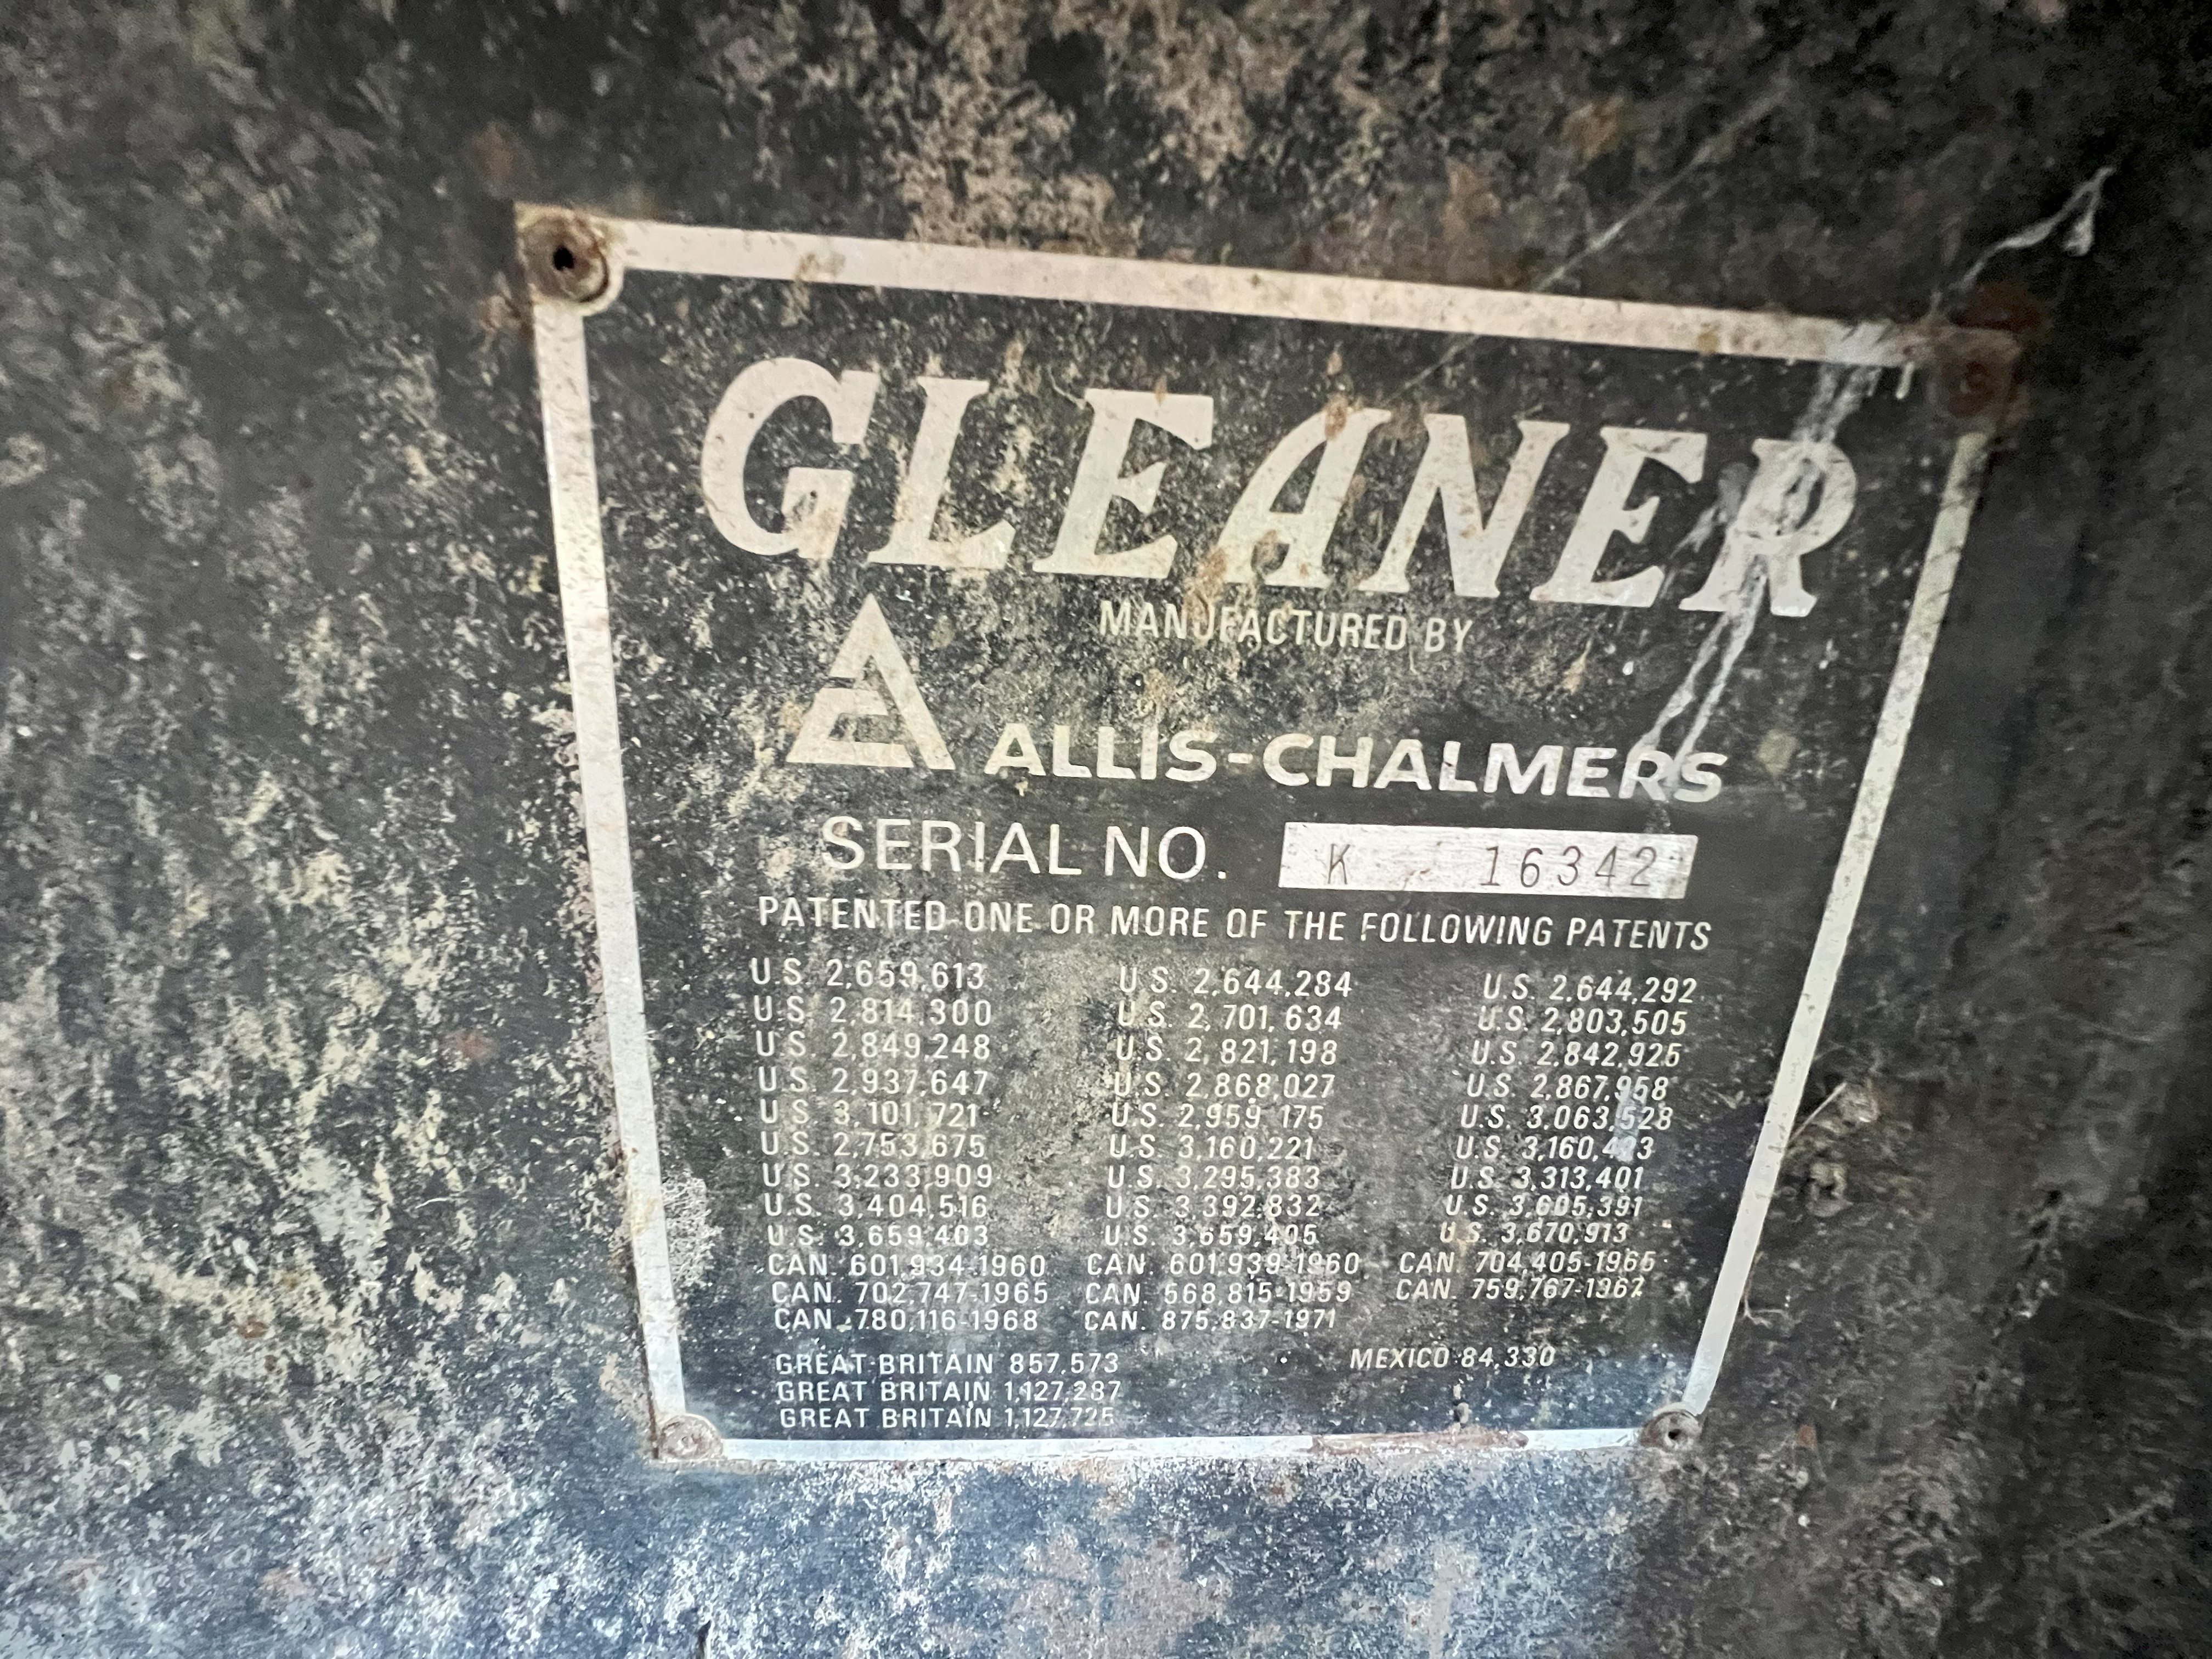 GLEANER
MANUFACTURED BY
ALLIS-CHALMERS
SERIAL NO. K 16342
PATENTED ONE OR MORE OF THE FOLLOWING PATENTS
U.S. 2,659,613 U.S. 2,644,284 U.S. 2,644,292
U.S. 2,814,300 U.S. 2,701,634 U.S. 2,803,505
U.S. 2,849,248 U.S. 2,821,198 U.S. 2,842,925
U.S. 2,937,647 U.S. 2,868,027 U.S. 2,867,958
U.S. 3,101,721 U.S. 2,959,175 U.S. 3,063,528
U.S. 2,753,675 U.S. 3,160,221 U.S.
U.S. 3,233,909 U.S. 3,295,383 U.S. 3,313,401
U.S. 3,404,516 U.S. 3,392,832 U.S. 3,605,391
U.S. 3,659,403 U.S. 3,659,405 U.S. 3,670,913
CAN. 601,934-1960 CAN. 601,939-1960 CAN. 704,405-1965
CAN. 702,747-1965 CAN. 568,815-1959 CAN. 759,767-1967
CAN. 780,116-1968 CAN. 875,837-1971
GREAT BRITAIN 857,573 MEXICO 84,330
GREAT BRITAIN 1,127,287
GREAT BRITAIN 1,127,725